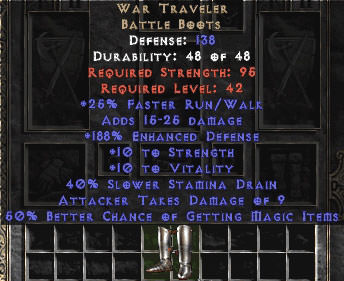 War Traveler
Battle Boots
Defense: 138
Durability: 48 of 48
Required Strength: 95
Required Level: 42
+25% Faster Run/Walk
Adds 15-25 damage
+188% Enhanced Defense
+10 to Strength
+10 to Vitality
40% Slower Stamina Drain
Attacker Takes Damage of 9
50% Better Chance of Getting Magic Items